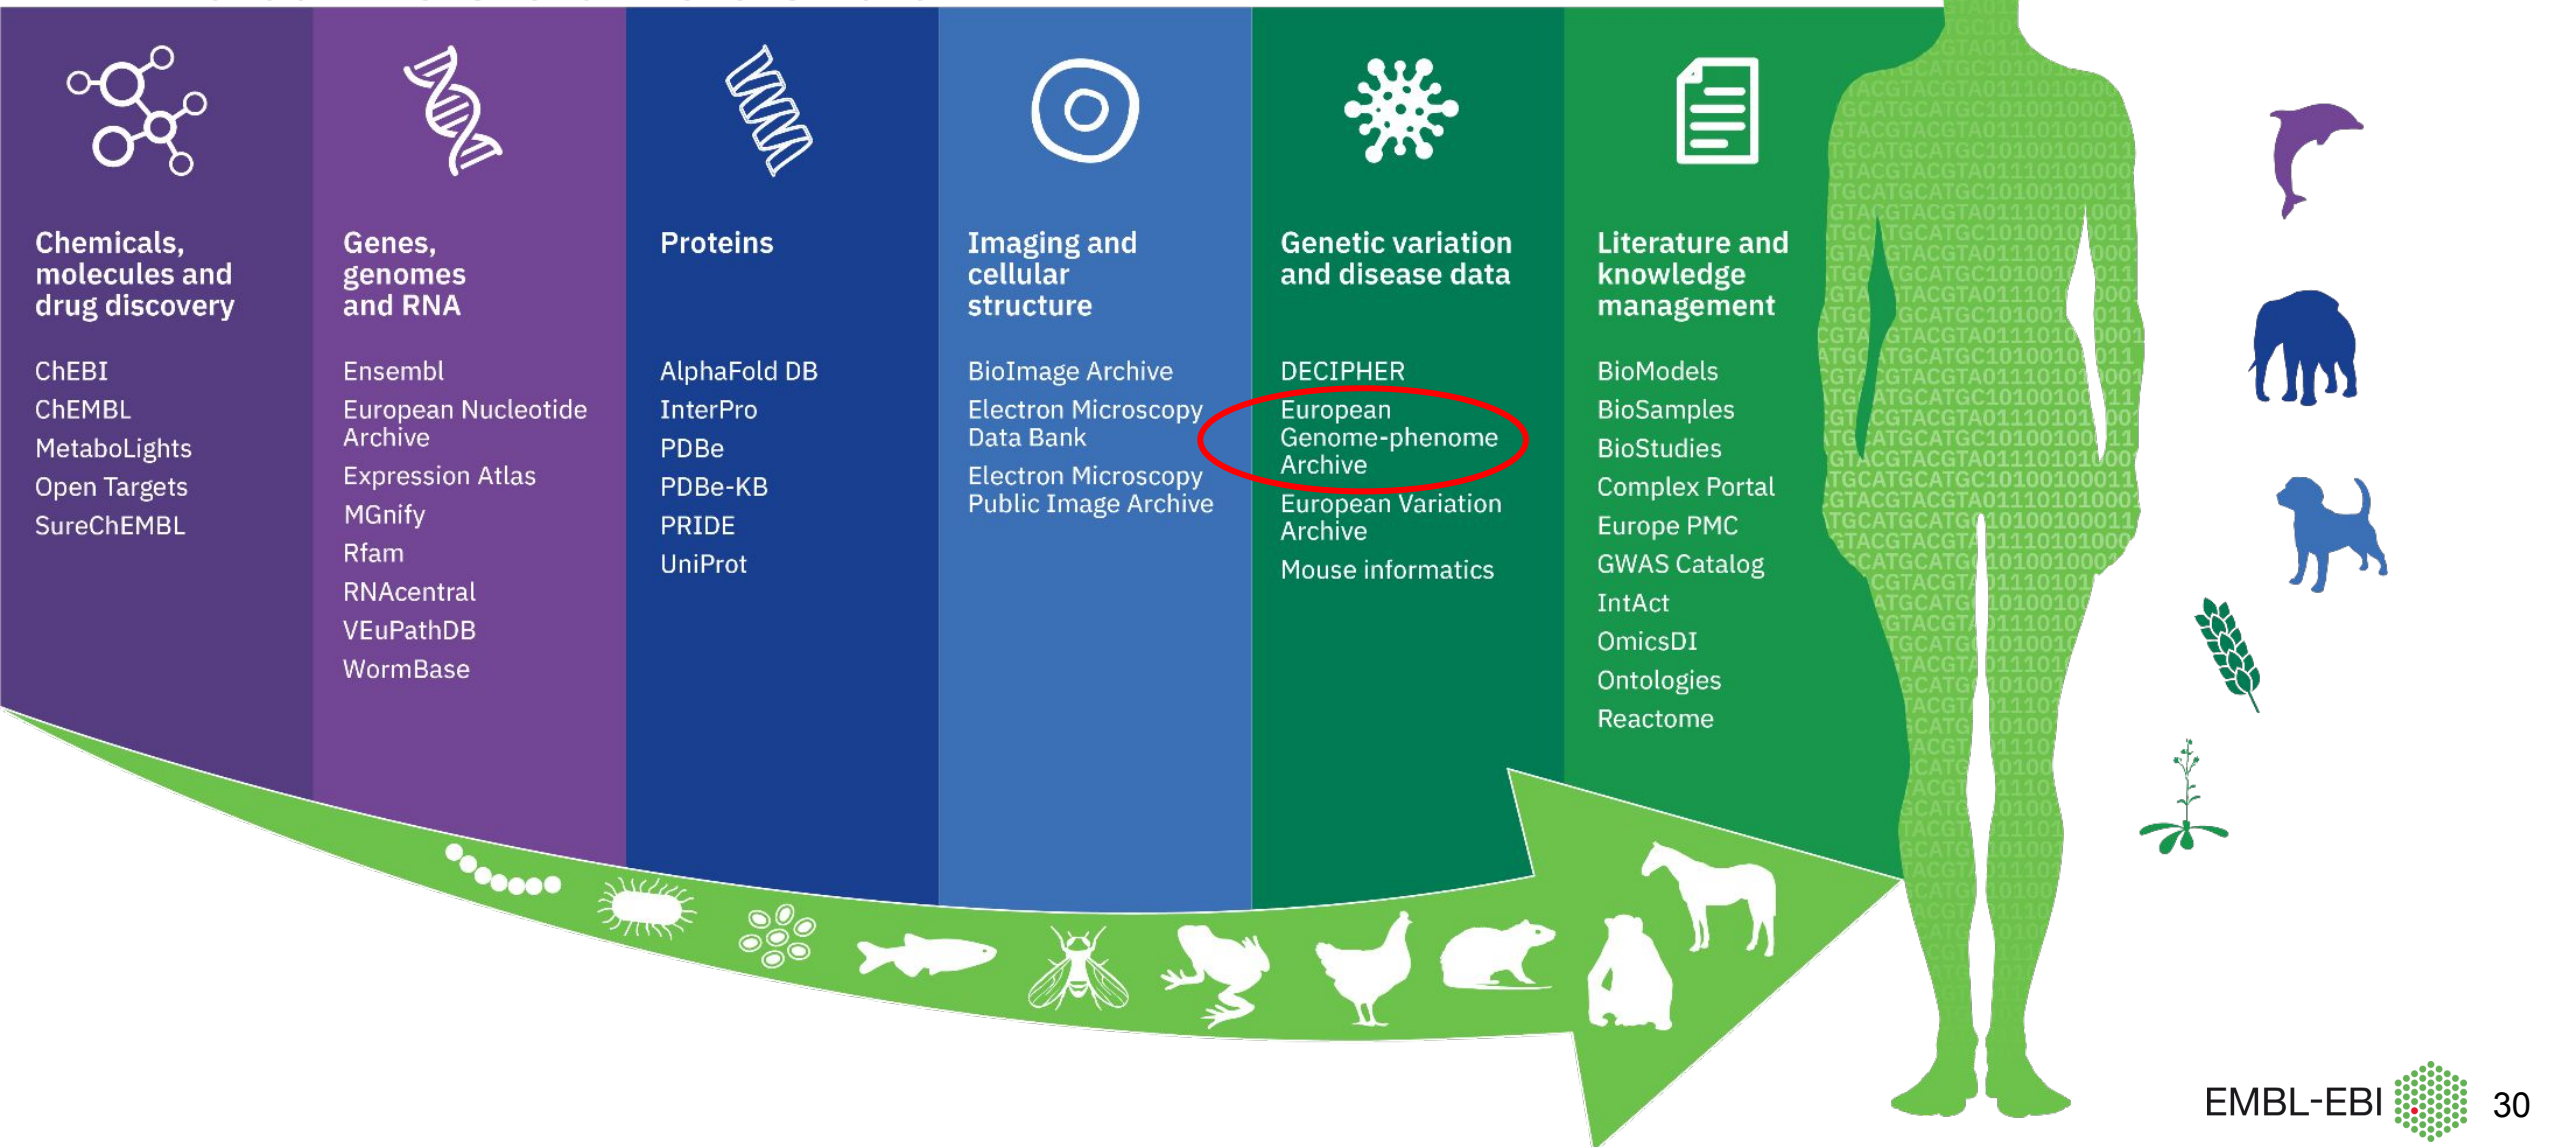 Chemicals,
molecules and
drug discovery
ChEBI
ChEMBL
MetaboLights
Open Targets
SureChEMBL
Genes,
genomes
and RNA
Ensembl
European Nucleotide
Archive
Expression Atlas
MGnify
Rfam
RNAcentral
VEuPathDB
WormBase
Proteins
AlphaFold DB
InterPro
PDBe
PDBe-KB
PRIDE
UniProt
Imaging and
cellular
structure
BioImage Archive
Electron Microscopy
Data Bank
Electron Microscopy
Public Image Archive
Genetic variation
and disease data
DECIPHER
European
Genome-phenome
Archive
European Variation
Archive
Mouse informatics
Literature and
knowledge
management
BioModels
BioSamples
BioStudies
Complex Portal
Europe PMC
GWAS Catalog
IntAct
OmicsDI
Ontologies
Reactome
EMBL-EBI
30